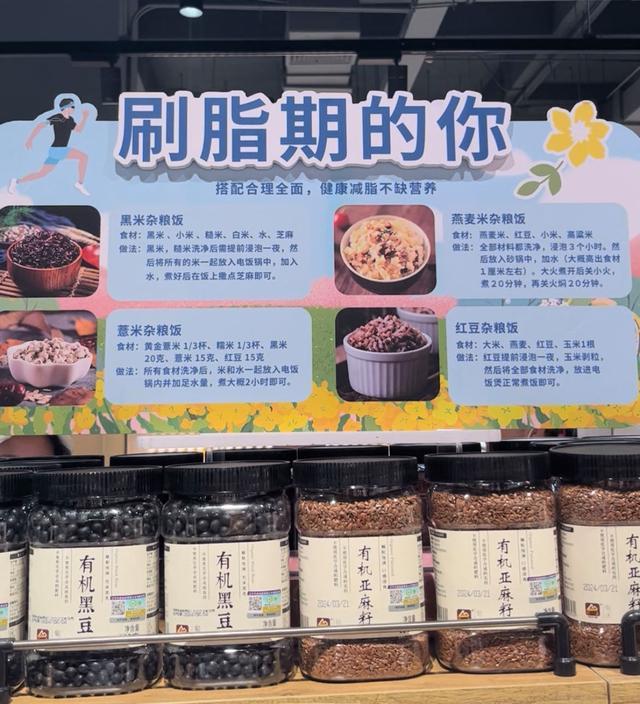 刷脂期的你
搭配合理全面，健康减脂不缺营养
黑米杂粮饭
食材：黑米、小米、糙米、白米、水、芝麻
做法：黑米，糙米洗净后需提前浸泡一夜，然
后将所有的米一起放入电饭锅中，加入
水，煮好后在饭上撒点芝麻即可。
燕麦米杂粮饭
食材：燕麦米、红豆、小米、高粱米
做法：全部材料都洗净，浸泡3个小时。然
后放入砂锅中，加水（大概高出食材
1厘米左右）。大火煮开后关小火，
煮20分钟，再关火焖20分钟。
薏米杂粮饭
食材：黄金薏米 1/3杯、糯米 1/3杯、黑米
20克、薏米 15克、红豆 15克
做法：所有食材洗净后，米和水一起放入电饭
锅内并加足水量，煮大概2小时即可。
红豆杂粮饭
食材：大米、燕麦、红豆、玉米1根
做法：红豆提前浸泡一夜，玉米剥粒，
然后将全部食材洗净，放进电
饭煲正常煮饭即可。
有机黑豆
有机黑豆
有机亚麻籽
2024/03/21
有机亚麻籽
2024/03/21
有机亚麻籽